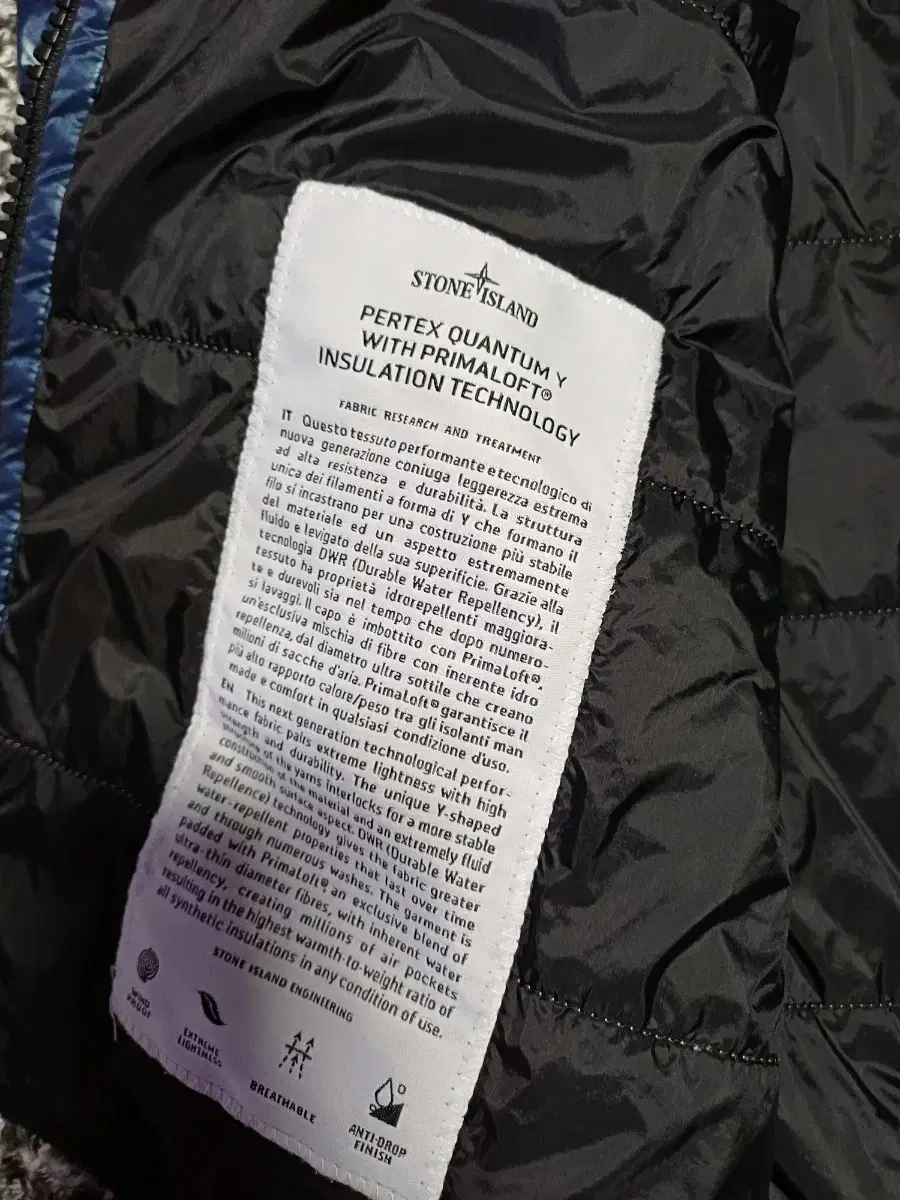 STONE ISLAND
PERTEX QUANTUM Y
WITH PRIMALOFT®
INSULATION TECHNOLOGY
FABRIC RESEARCH AND TREATMENT
IT Questo tessuto performante e tecnologico di
nuova generazione coniuga leggerezza estrema
ad alta resistenza e durabilità. La struttura
unica dei filamenti a forma di Y che formano il
filo si incastrano per una costruzione più stabile
del materiale ed un aspetto estremamente
fluido e levigato della sua superficie. Grazie alla
tecnologia DWR (Durable Water Repellency), il
tessuto ha proprietà idrorepellenti maggiora-
te e durevoli sia nel tempo che dopo numero-
si lavaggi. Il capo è imbottito con PrimaLoft®,
un'esclusiva mischia di fibre con inerente idro
repellenza, dal diametro ultra sottile che creano
milioni di sacche d'aria. PrimaLoft® garantisce il
più alto rapporto calore/peso tra gli isolanti man
made e comfort in qualsiasi condizione d'uso.
EN This next generation technological perfor-
mance fabric pairs extreme lightness with high
strength and durability. The unique Y-shaped
of the yarns interlocks for a more stable
construction of the material and an extremely fluid
and smooth surface aspect. DWR (Durable Water
Repellence) technology gives the fabric greater
water-repellent properties that last over time
and through numerous washes. The garment is
padded with PrimaLoft® an exclusive blend of
ultra-thin diameter fibres, with inherent water
repellency, creating millions of air pockets
resulting in the highest warmth-to-weight ratio of
all synthetic insulations in any condition of use.
STONE ISLAND ENGINEERING
WIND
PROOF
EXTREME
LIGHTNESS
BREATHABLE
ANTI-DROP
FINISH